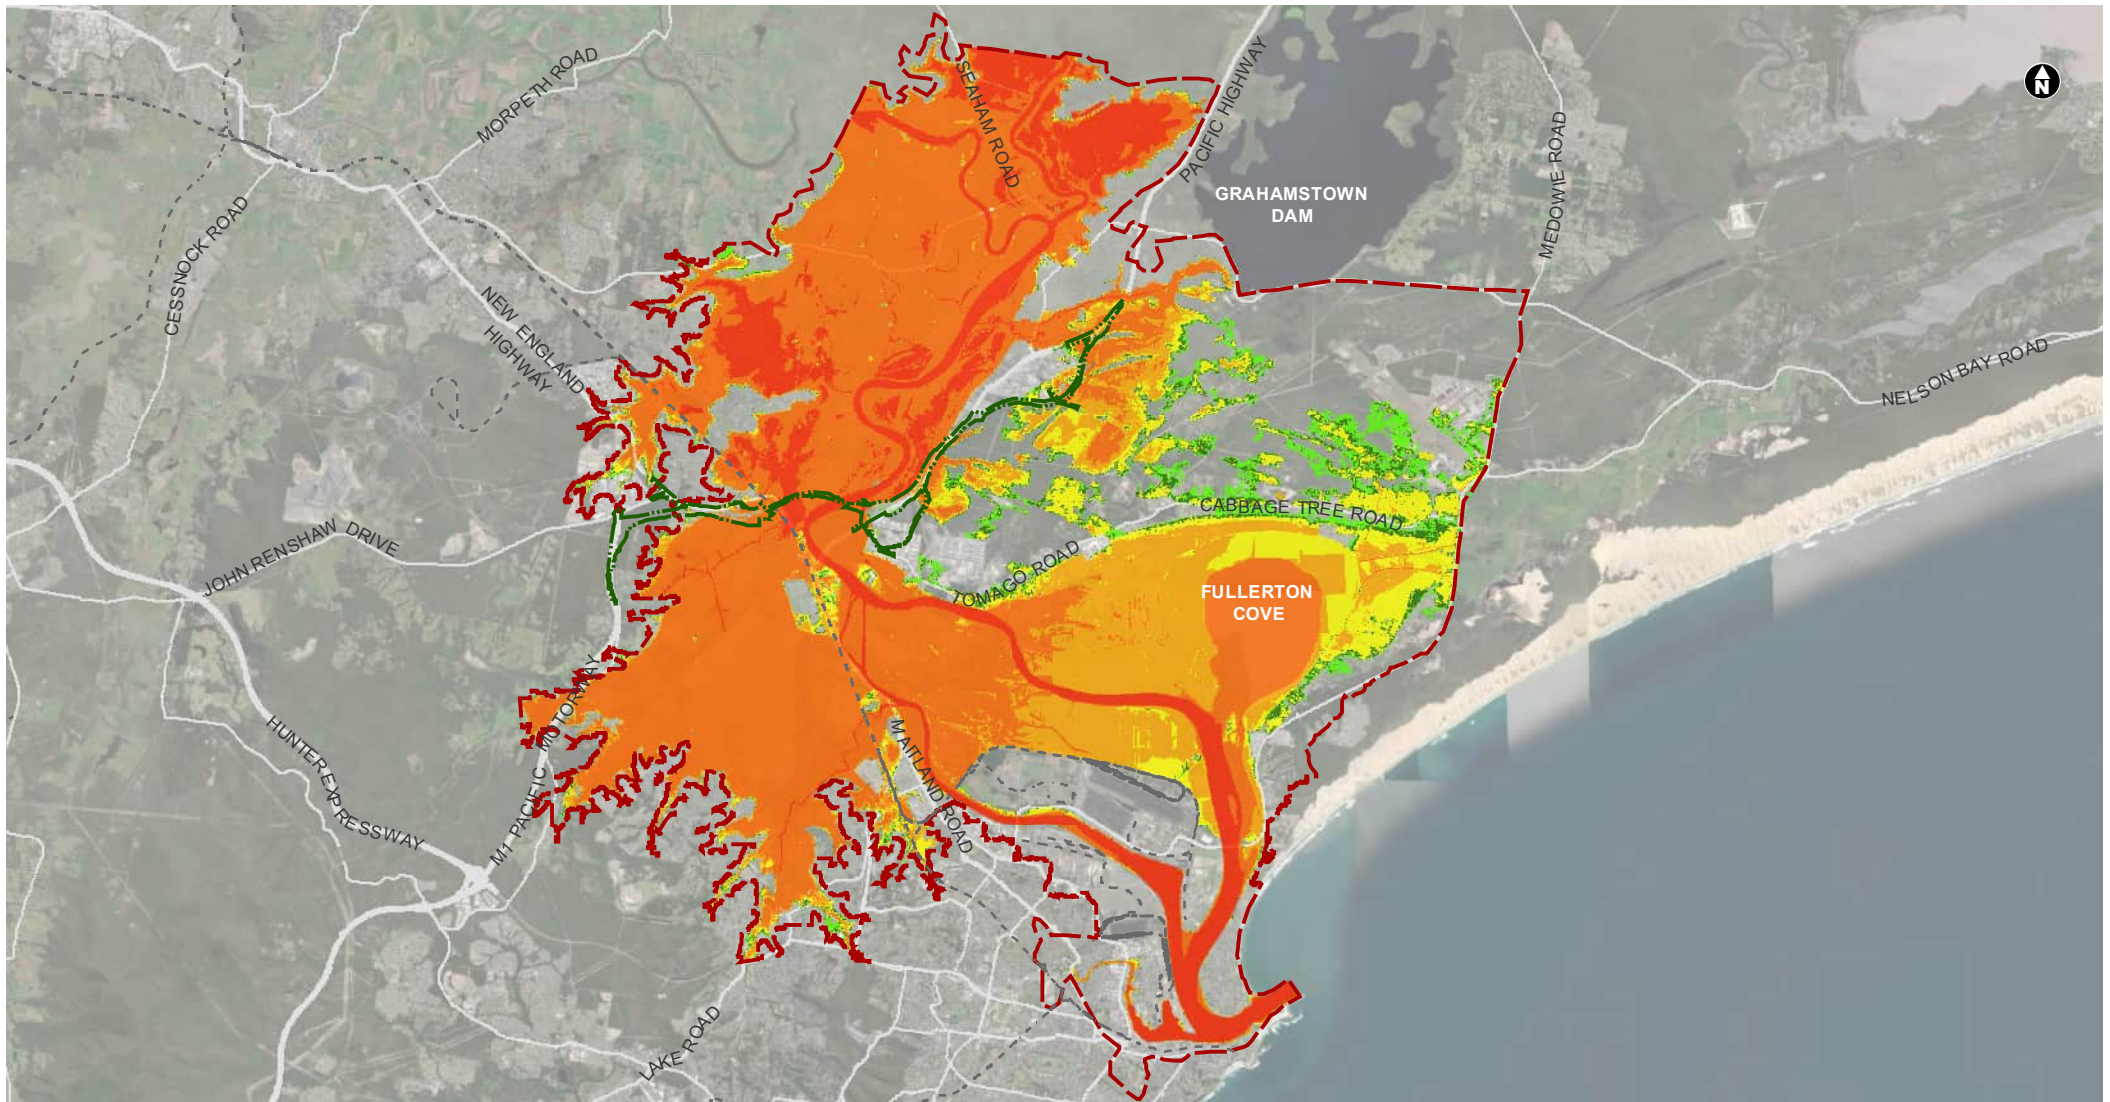 N
MORPETH ROAD
SEAHAM ROAD
PACIFIC HIGHWAY
GRAHAMSTOWN
DAM
MEDOWIE ROAD
CESSNOCK ROAD
NEW ENGLAND
HIGHWAY
NELSON BAY ROAD
JOHN RENSHAW DRIVE
CABBAGE TREE ROAD
TOMAGO ROAD
FULLERTON
COVE
HUNTER EXPRESSWAY
M1 PACIFIC MOTORWAY
MAITLAND ROAD
LAKE ROAD